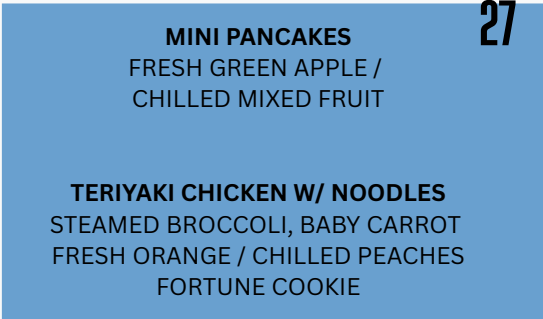 27
MINI PANCAKES
FRESH GREEN APPLE /
CHILLED MIXED FRUIT
TERIYAKI CHICKEN W/ NOODLES
STEAMED BROCCOLI, BABY CARROT
FRESH ORANGE / CHILLED PEACHES
FORTUNE COOKIE